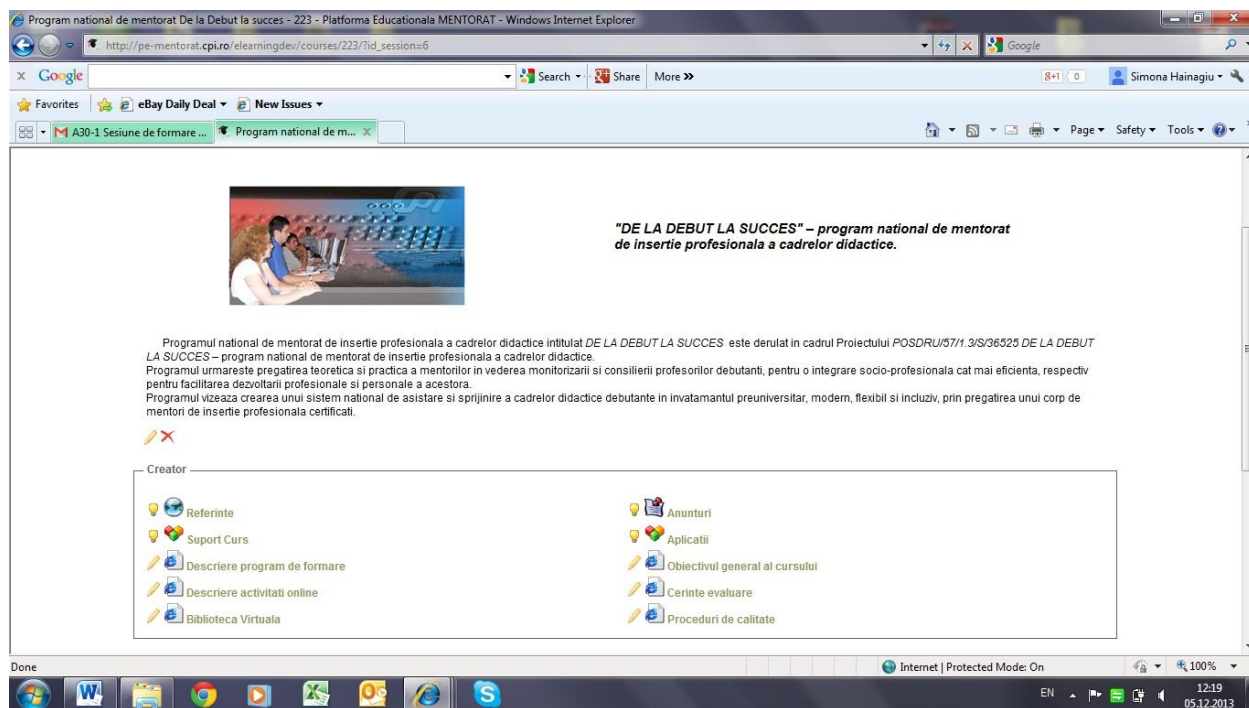 Program national de mentorat De la Debut la succes - 223 - Platforma Educationala MENTORAT - Windows Internet Explorer
http://pe-mentorat.cpi.ro/elearningdev/courses/223/?id_session=6
Google
x Google
Search
Share
More »
g+1 0
Simona Hainagiu
Favorites
eBay Daily Deal
New Issues
A30-1 Sesiune de formare ...
Program national de m...
Page Safety Tools
cpi
"DE LA DEBUT LA SUCCES" – program national de mentorat
de insertie profesionala a cadrelor didactice.
Programul national de mentorat de insertie profesionala a cadrelor didactice intitulat DE LA DEBUT LA SUCCES este derulat in cadrul Proiectului POSDRU/57/1.3/S/36525 DE LA DEBUT
LA SUCCES – program national de mentorat de insertie profesionala a cadrelor didactice.
Programul urmareste pregatirea teoretica si practica a mentorilor in vederea monitorizarii si consilierii profesorilor debutanti, pentru o integrare socio-profesionala cat mai eficienta, respectiv
pentru facilitarea dezvoltarii profesionale si personale a acestora.
Programul vizeaza crearea unui sistem national de asistare si sprijinire a cadrelor didactice debutante in invatamantul preuniversitar, modern, flexibil si incluziv, prin pregatirea unui corp de
mentori de insertie profesionala certificati.
Creator
Referinte
Anunturi
Suport Curs
Aplicatii
Descriere program de formare
Obiectivul general al cursului
Descriere activitati online
Cerinte evaluare
Biblioteca Virtuala
Proceduri de calitate
Done
Internet | Protected Mode: On
100%
EN
12:19
05.12.2013